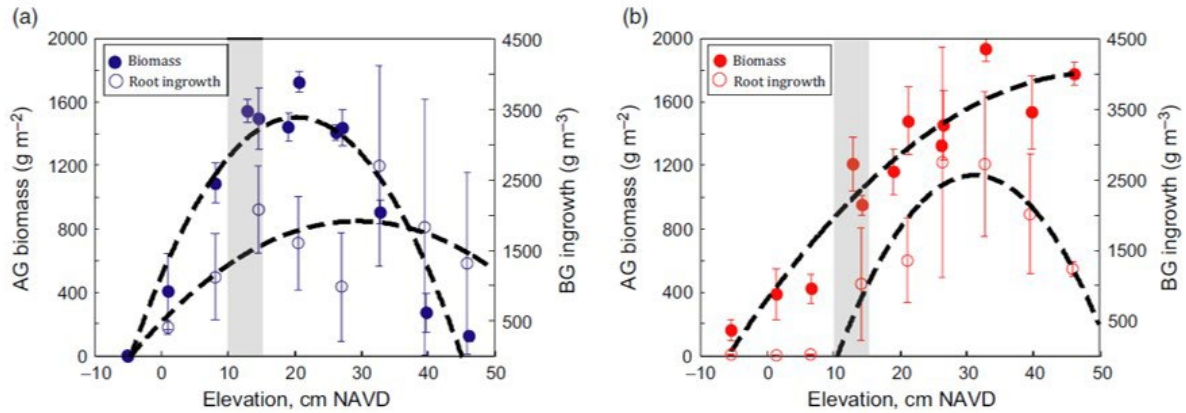 (a)
2000
1600
1200
800
400
0
AG biomass (g m−2)
Biomass
Root ingrowth
4500
3500
2500
1500
500
BG ingrowth (g m−3)
−10 0 10 20 30 40 50
Elevation, cm NAVD
(b)
2000
1600
1200
800
400
0
AG biomass (g m−2)
Biomass
Root ingrowth
4500
3500
2500
1500
500
BG ingrowth (g m−3)
−10 0 10 20 30 40 50
Elevation, cm NAVD